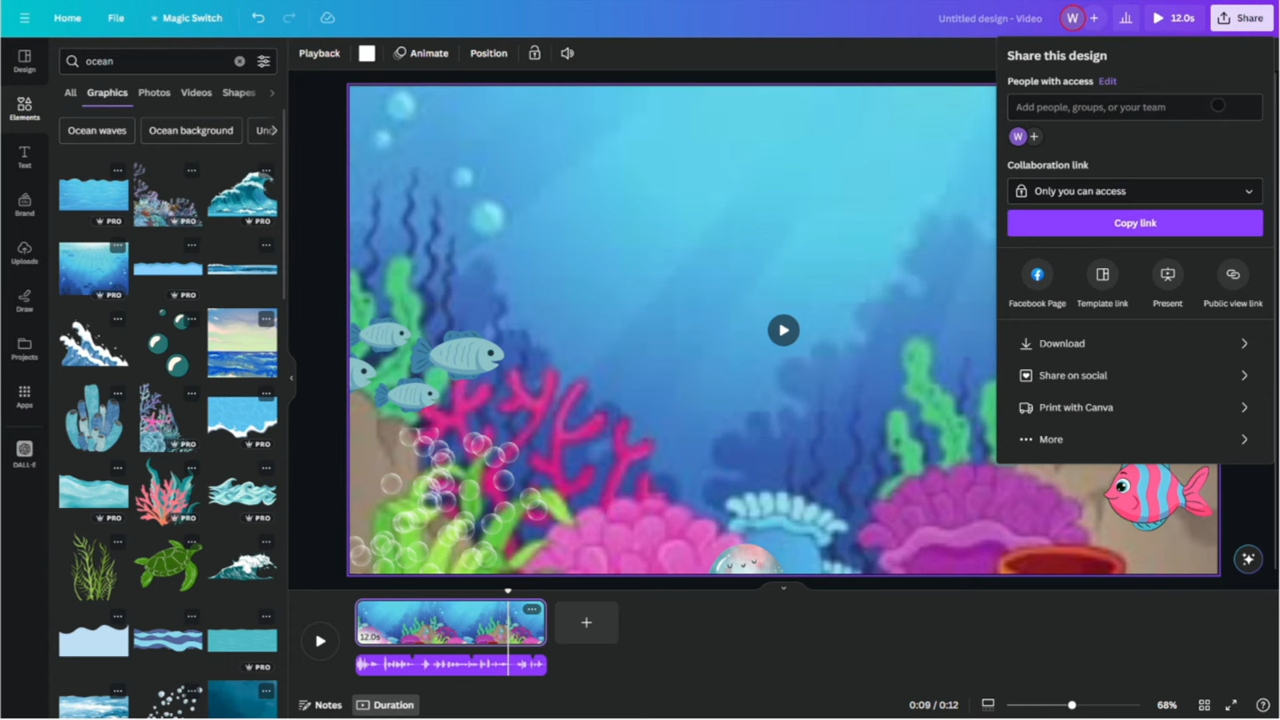 Home File Magic Switch Untitled design - Video W 12.0s Share
Design
Elements
Text
Brand
Uploads
Draw
Projects
Apps
DALL·E
ocean
All Graphics Photos Videos Shapes
Ocean waves Ocean background
PRO PRO PRO
PRO PRO
PRO PRO
PRO PRO
PRO
Playback Animate Position
Share this design
People with access Edit
Add people, groups, or your team
W
Collaboration link
Only you can access
Copy link
Facebook Page Template link Present Public view link
Download
Share on social
Print with Canva
More
12.0s
Notes Duration 0:09 / 0:12 68%